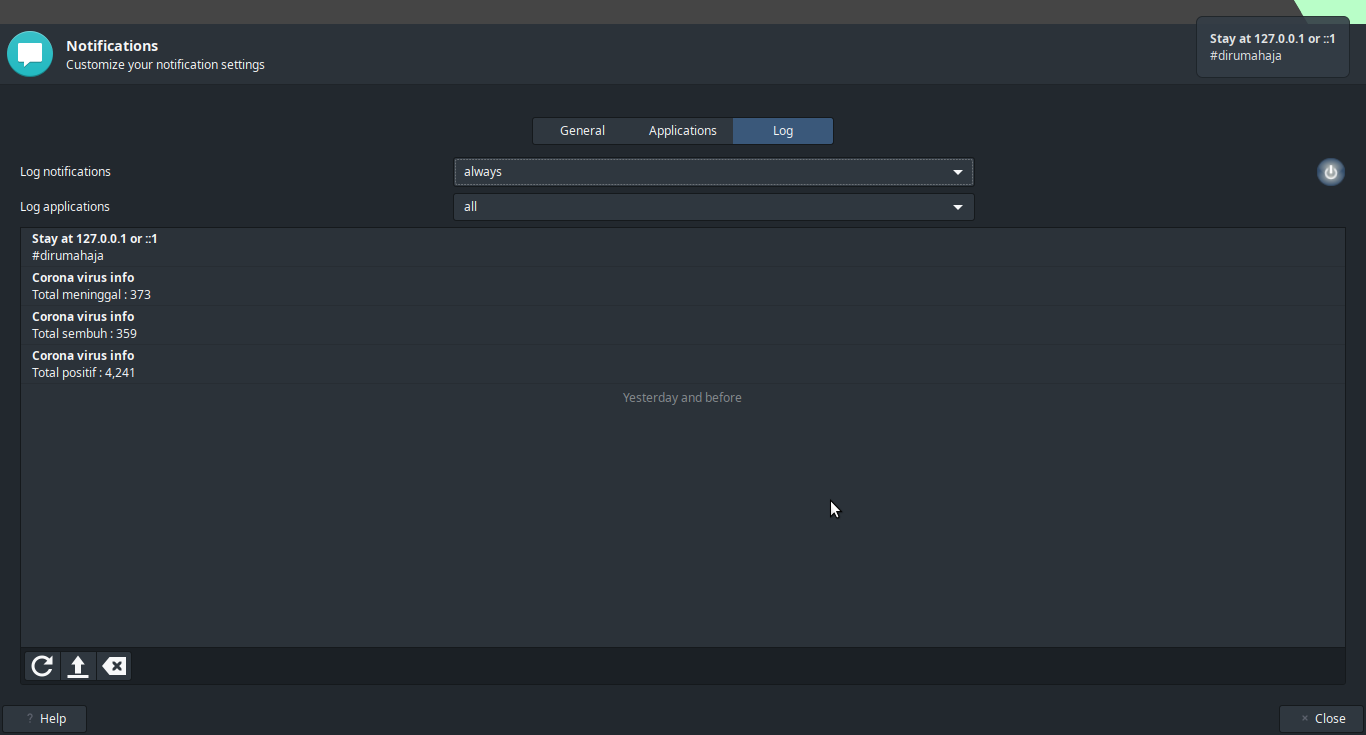 Notifications
Customize your notification settings
Stay at 127.0.0.1 or ::1
#dirumahaja
General Applications Log
Log notifications always
Log applications all
Stay at 127.0.0.1 or ::1
#dirumahaja
Corona virus info
Total meninggal : 373
Corona virus info
Total sembuh : 359
Corona virus info
Total positif : 4,241
Yesterday and before
? Help × Close